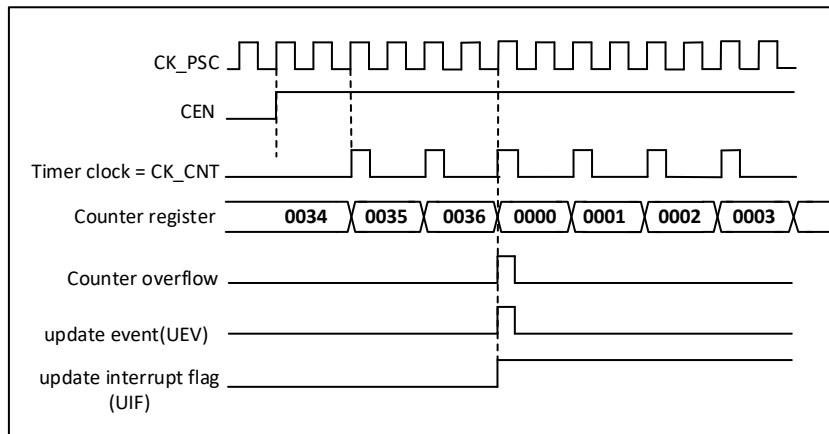 CK_PSC
CEN
Timer clock = CK_CNT
Counter register 0034 0035 0036 0000 0001 0002 0003
Counter overflow
update event(UEV)
update interrupt flag
(UIF)